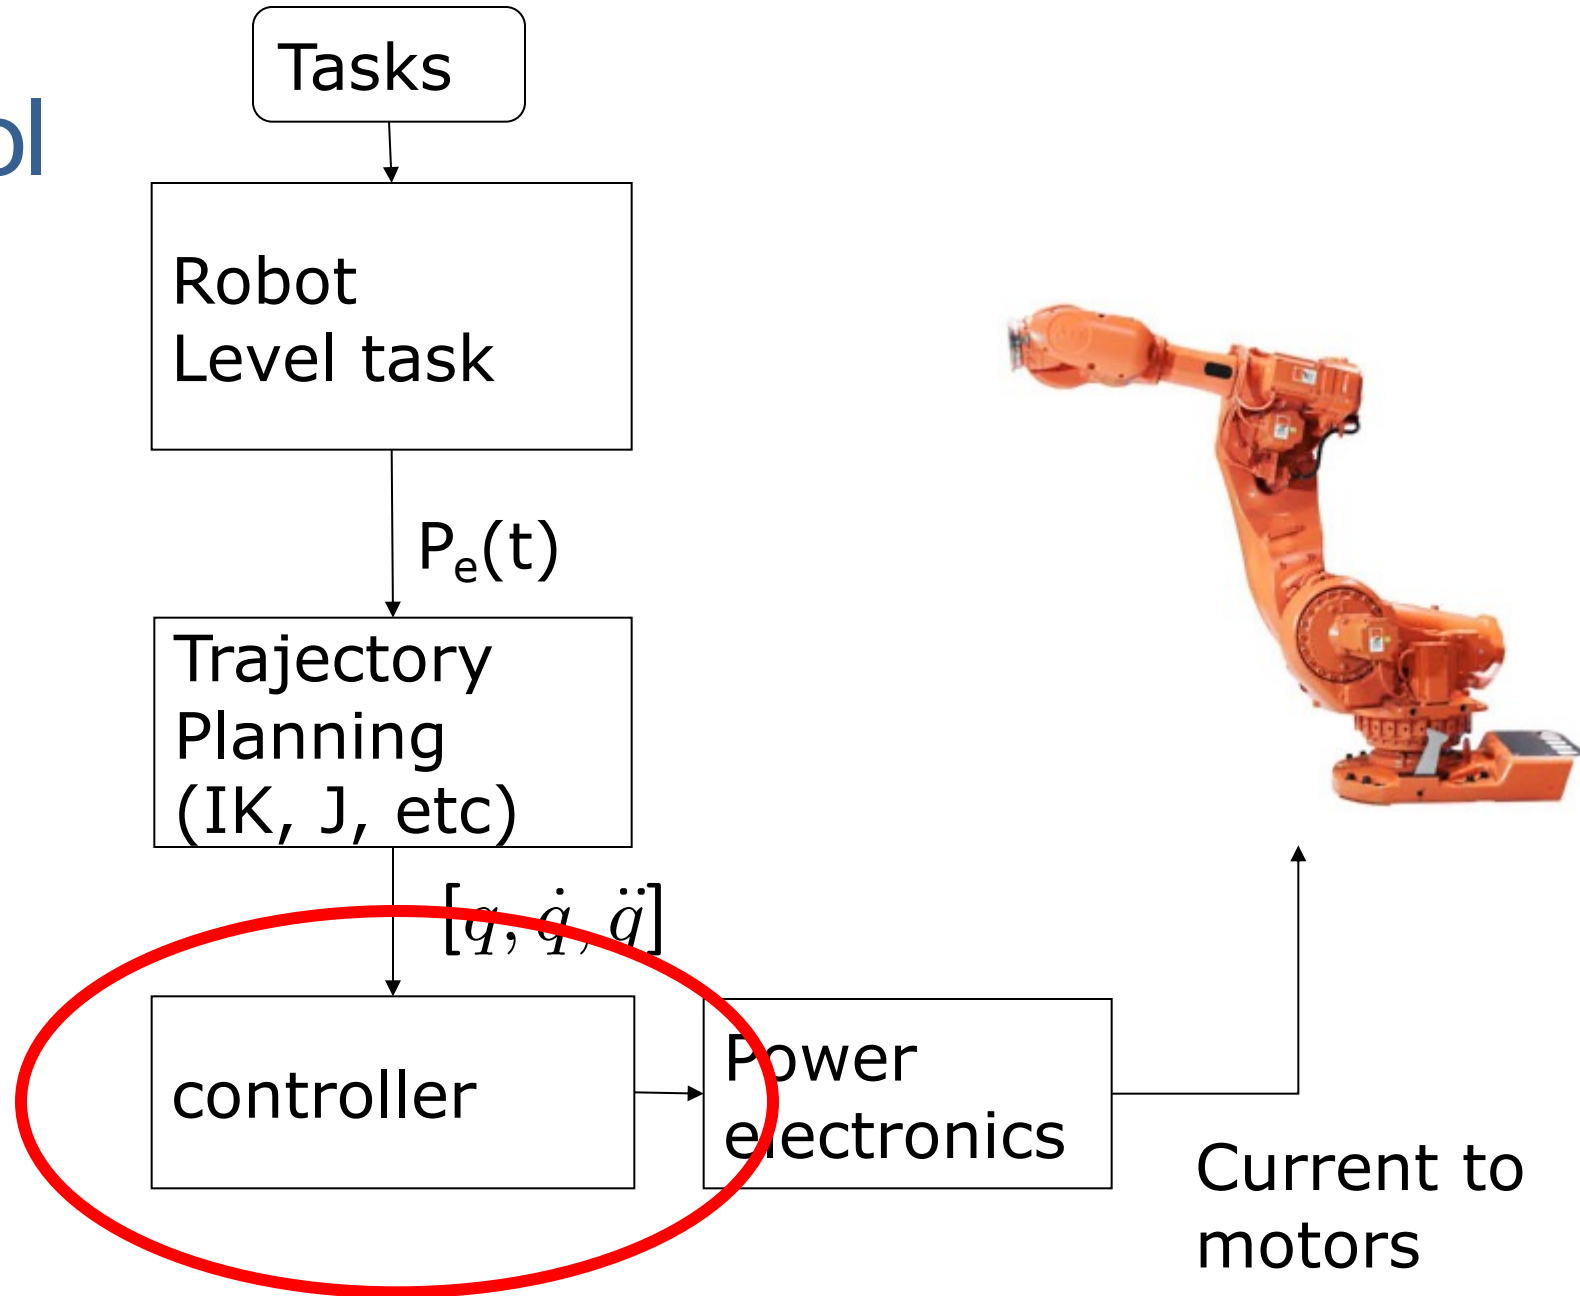 Tasks
ol
Robot
Level task
Pₑ(t)
Trajectory
Planning
(IK, J, etc)
[q, q̇, q̈]
controller
Power
electronics
Current to
motors